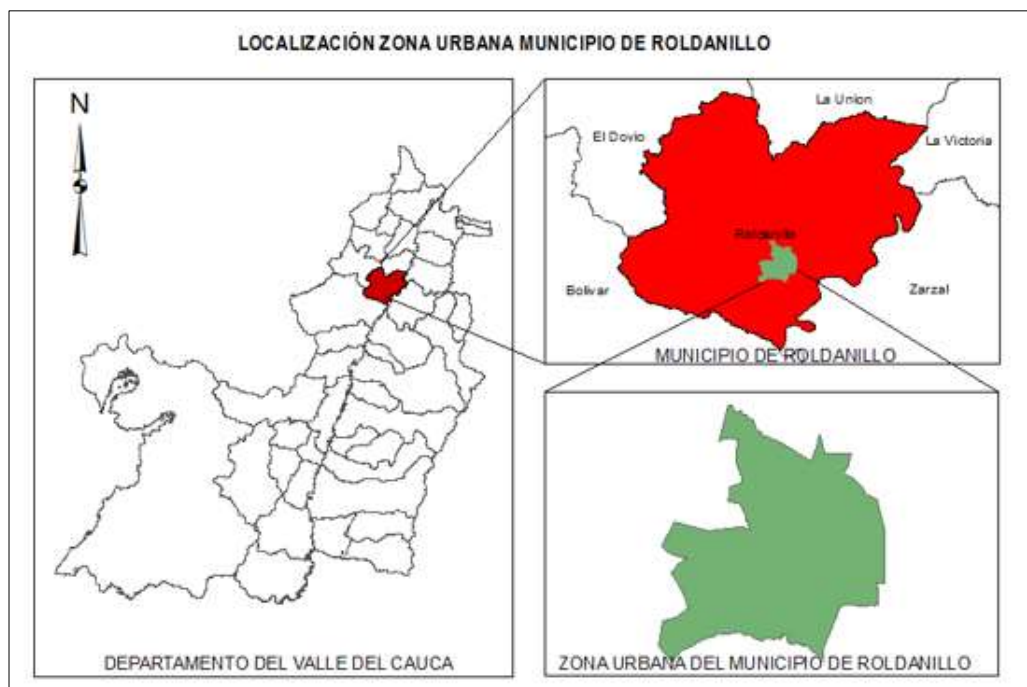 LOCALIZACIÓN ZONA URBANA MUNICIPIO DE ROLDANILLO
N
DEPARTAMENTO DEL VALLE DEL CAUCA
La Union
El Dovio
La Victoria
Roldanillo
Bolivar
Zarzal
MUNICIPIO DE ROLDANILLO
ZONA URBANA DEL MUNICIPIO DE ROLDANILLO